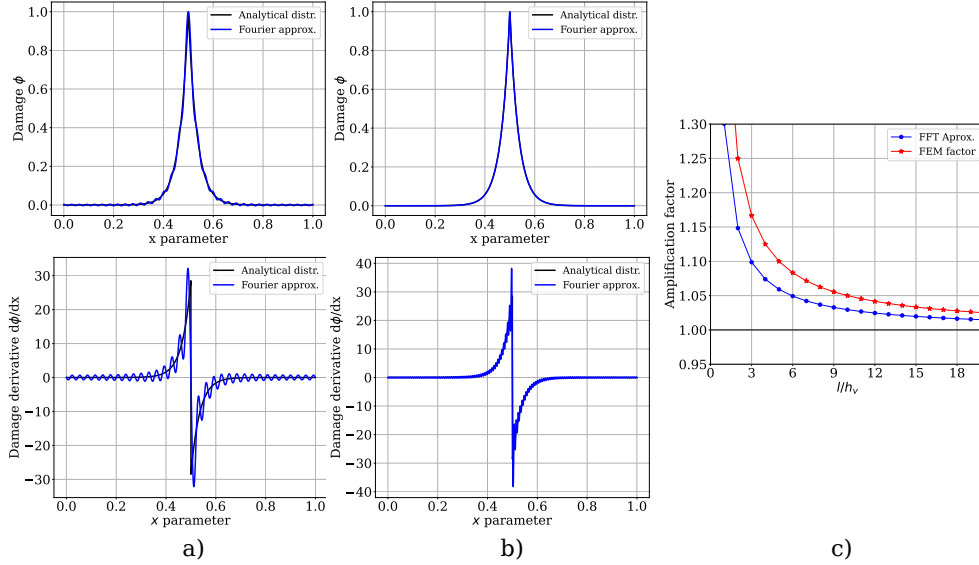 1.0
0.8
0.6
0.4
0.2
0.0
Damage ϕ
Analytical distr.
Fourier approx.
0.0 0.2 0.4 0.6 0.8 1.0
x parameter
1.0
0.8
0.6
0.4
0.2
0.0
Damage ϕ
Analytical distr.
Fourier approx.
0.0 0.2 0.4 0.6 0.8 1.0
x parameter
30
20
10
0
−10
−20
−30
Damage derivative dϕ/dx
Analytical distr.
Fourier approx.
0.0 0.2 0.4 0.6 0.8 1.0
x parameter
a)
50
40
30
20
10
0
−10
−20
−30
−40
Damage derivative dϕ/dx
Analytical distr.
Fourier approx.
0.0 0.2 0.4 0.6 0.8 1.0
x parameter
b)
1.30
1.25
1.20
1.15
1.10
1.05
1.00
0.95
Amplification factor
FFT Aprox.
FEM factor
0 3 6 9 12 15 18
l/hᵥ
c)